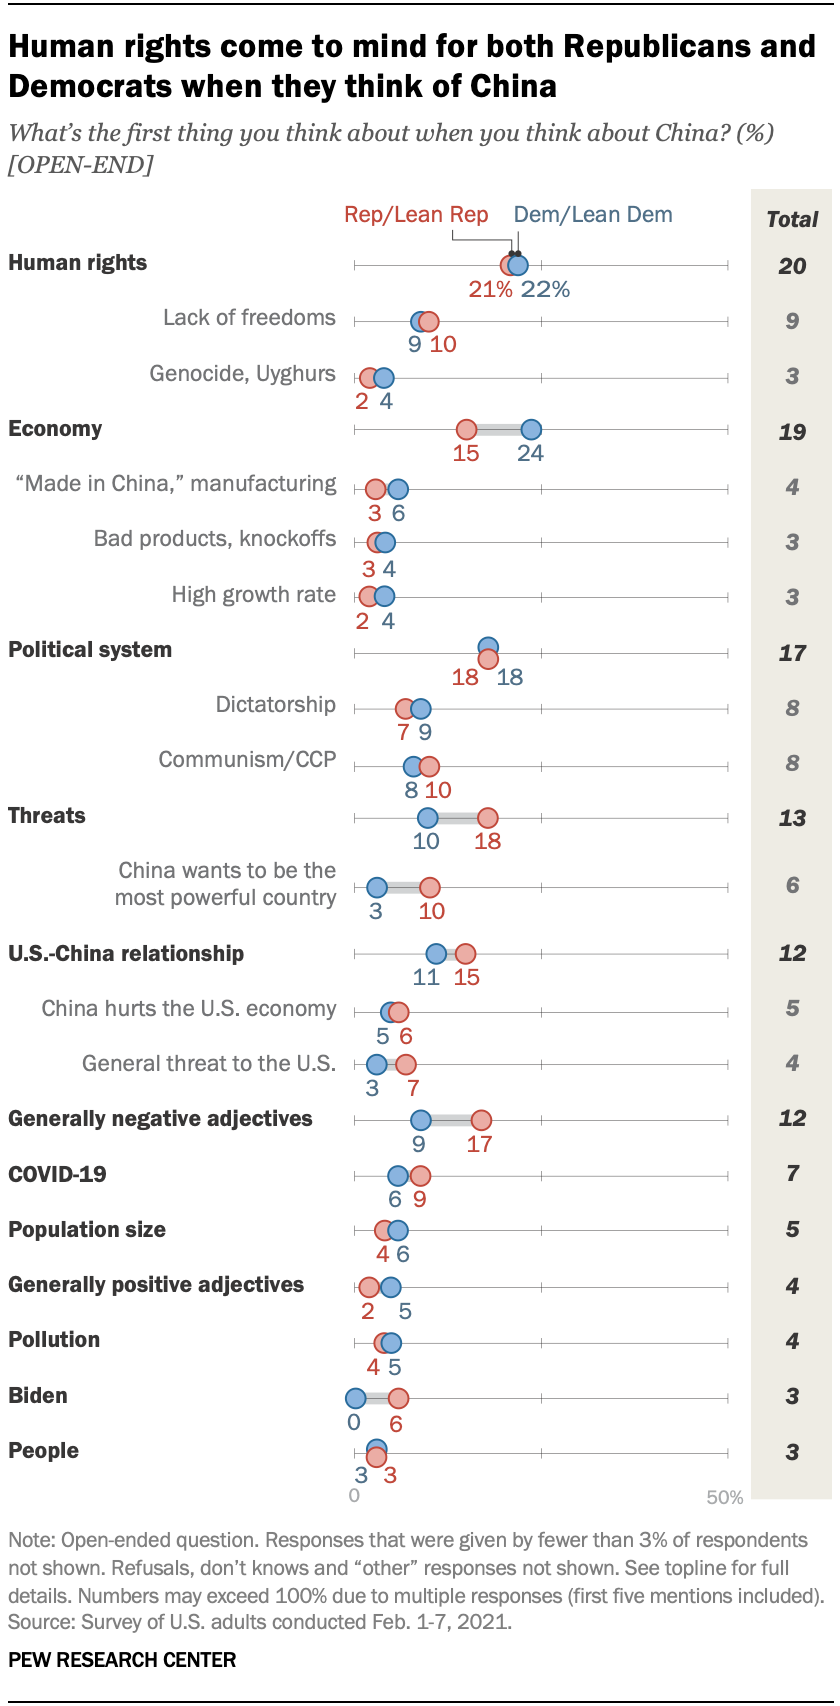 Human rights come to mind for both Republicans and
Democrats when they think of China
What's the first thing you think about when you think about China? (%)
[OPEN-END]
Rep/Lean Rep Dem/Lean Dem Total
Human rights 20
21% 22%
Lack of freedoms 9
9 10
Genocide, Uyghurs 3
2 4
Economy 19
15 24
“Made in China,” manufacturing 4
3 6
Bad products, knockoffs 3
3 4
High growth rate 3
2 4
Political system 17
18 18
Dictatorship 8
7 9
Communism/CCP 8
8 10
Threats 13
10 18
China wants to be the
most powerful country 6
3 10
U.S.-China relationship 12
11 15
China hurts the U.S. economy 5
5 6
General threat to the U.S. 4
3 7
Generally negative adjectives 12
9 17
COVID-19 7
6 9
Population size 5
4 6
Generally positive adjectives 4
2 5
Pollution 4
4 5
Biden 3
0 6
People 3
3 3
0 50%
Note: Open-ended question. Responses that were given by fewer than 3% of respondents
not shown. Refusals, don't knows and “other” responses not shown. See topline for full
details. Numbers may exceed 100% due to multiple responses (first five mentions included).
Source: Survey of U.S. adults conducted Feb. 1-7, 2021.
PEW RESEARCH CENTER